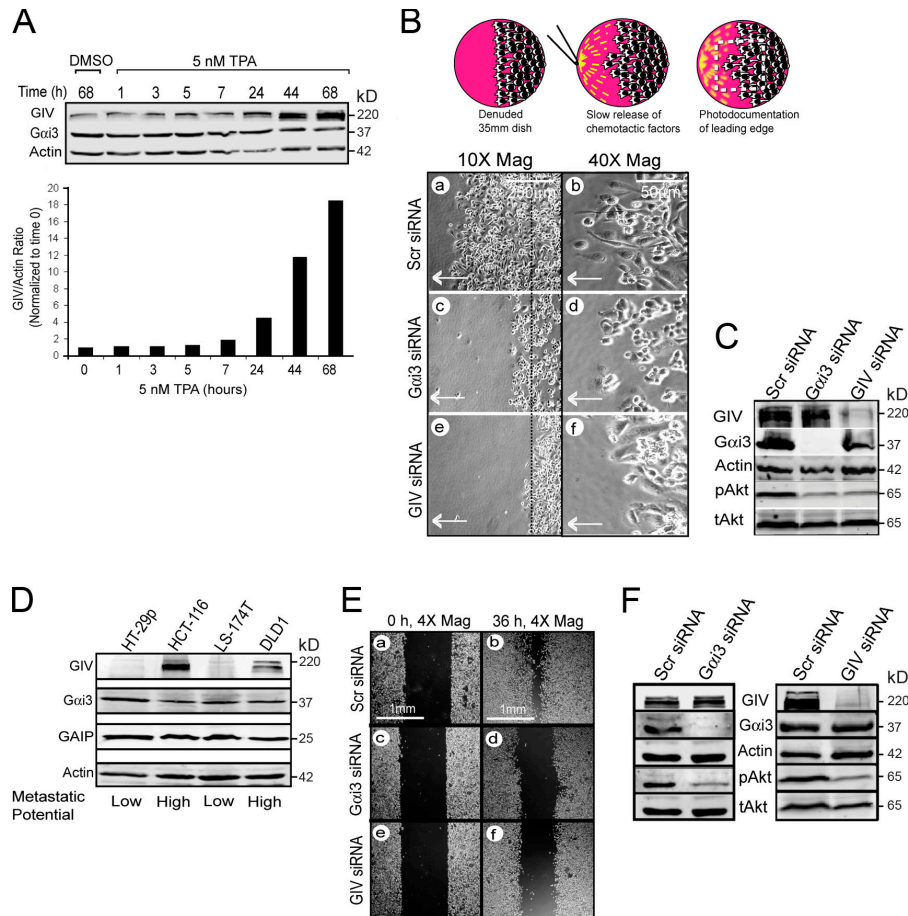 A
DMSO
5 nM TPA
Time (h) 68 1 3 5 7 24 44 68 kD
GIV 220
Gαi3 37
Actin 42
GIV/Actin Ratio
(Normalized to time 0)
20
18
16
14
12
10
8
6
4
2
0
0 1 3 5 7 24 44 68
5 nM TPA (hours)
B
Denuded
35mm dish
Slow release of
chemotactic factors
Photodocumentation
of leading edge
10X Mag 40X Mag
Scr siRNA
a 250μm b 50μm
Gαi3 siRNA
c d
GIV siRNA
e f
C
Scr siRNA Gαi3 siRNA GIV siRNA
kD
GIV 220
Gαi3 37
Actin 42
pAkt 65
tAkt 65
D
HT-29p HCT-116 LS-174T DLD1
kD
GIV 220
Gαi3 37
GAIP 25
Actin 42
Metastatic
Potential
Low High Low High
E
0 h, 4X Mag 36 h, 4X Mag
Scr siRNA
a 1mm b 1mm
Gαi3 siRNA
c d
GIV siRNA
e f
F
Scr siRNA Gαi3 siRNA Scr siRNA GIV siRNA
kD
GIV 220
Gαi3 37
Actin 42
pAkt 65
tAkt 65